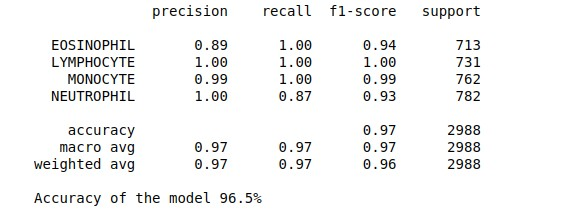 precision recall f1-score support
EOSINOPHIL 0.89 1.00 0.94 713
LYMPHOCYTE 1.00 1.00 1.00 731
MONOCYTE 0.99 1.00 0.99 762
NEUTROPHIL 1.00 0.87 0.93 782
accuracy 0.97 2988
macro avg 0.97 0.97 0.97 2988
weighted avg 0.97 0.97 0.96 2988
Accuracy of the model 96.5%